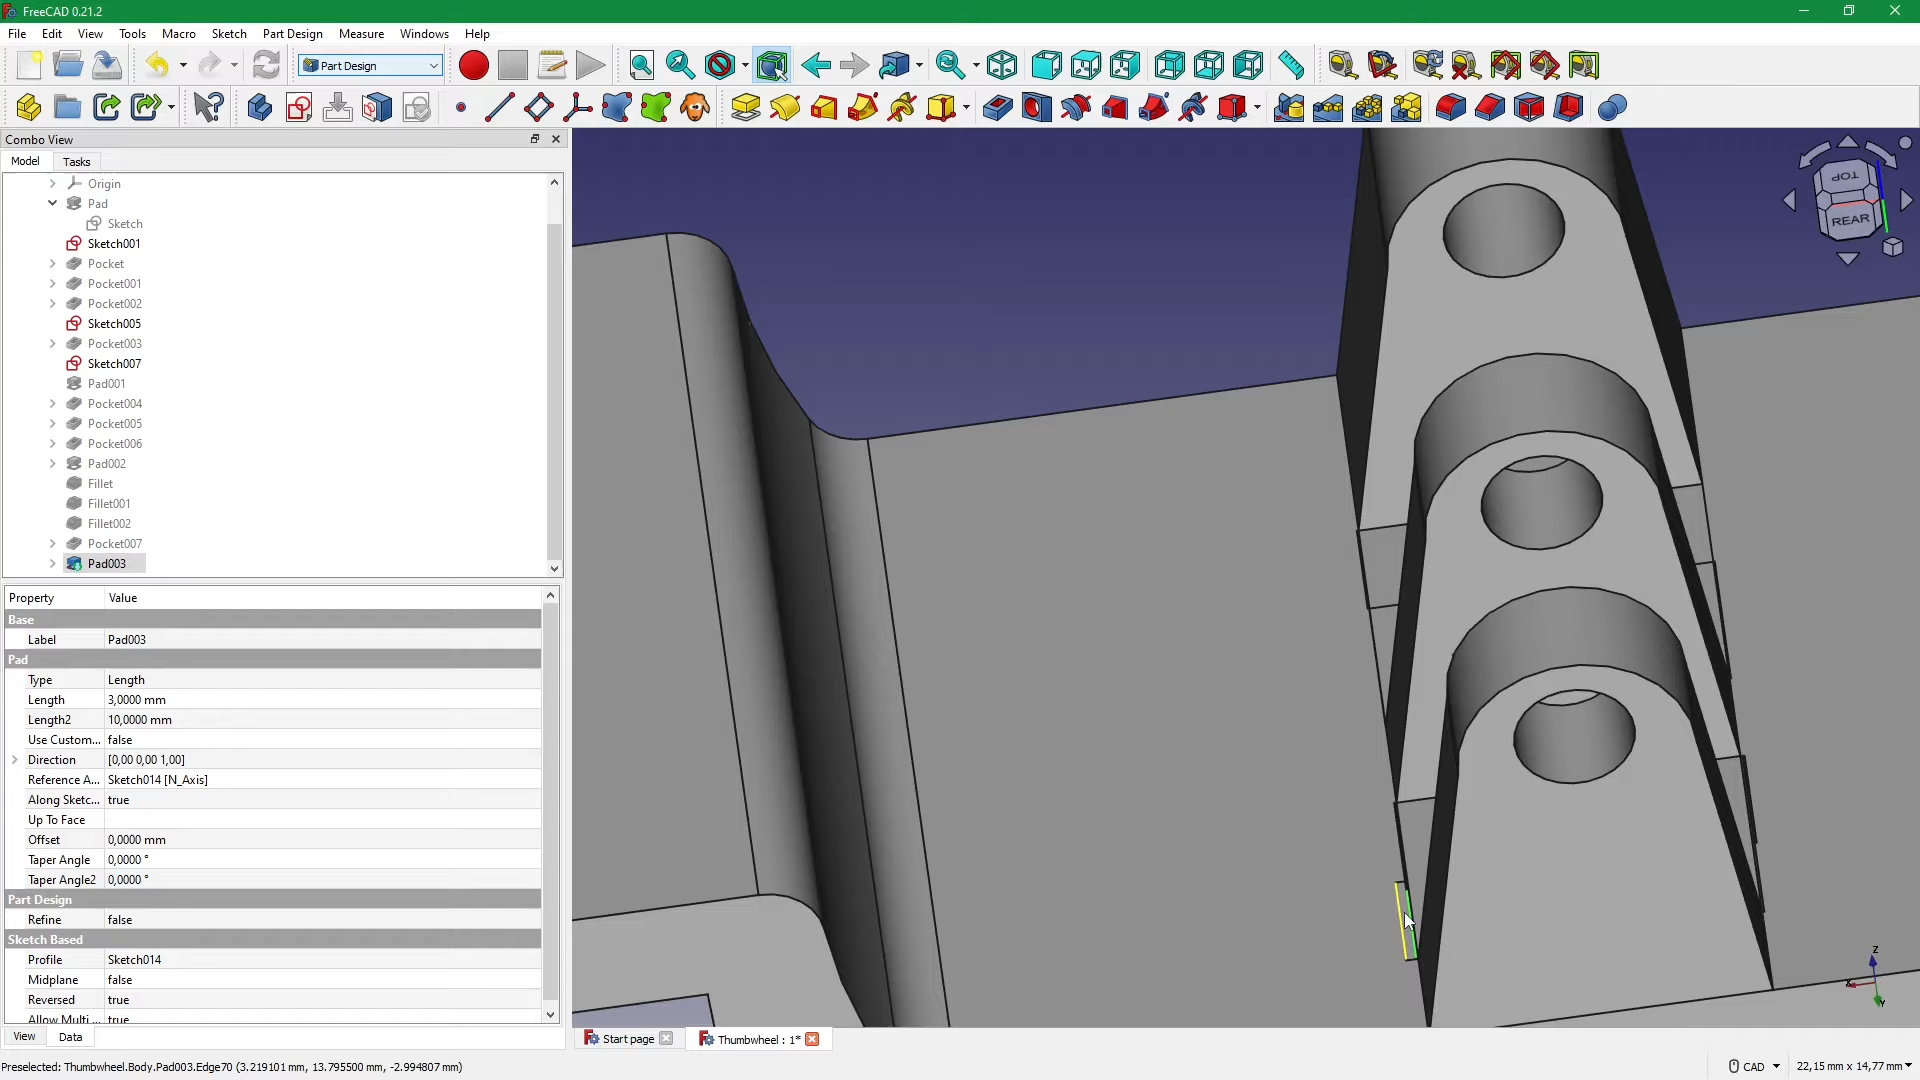 FreeCAD 0.21.2
File Edit View Tools Macro Sketch Part Design Measure Windows Help
Part Design
Combo View
Model Tasks
Origin
Pad
Sketch
Sketch001
Pocket
Pocket001
Pocket002
Sketch005
Pocket003
Sketch007
Pad001
Pocket004
Pocket005
Pocket006
Pad002
Fillet
Fillet001
Fillet002
Pocket007
Pad003
Property Value
Base
Label Pad003
Pad
Type Length
Length 3,0000 mm
Length2 10,0000 mm
Use Custom... false
Direction [0,00 0,00 1,00]
Reference A... Sketch014 [N_Axis]
Along Sketc... true
Up To Face
Offset 0,0000 mm
Taper Angle 0,0000 °
Taper Angle2 0,0000 °
Part Design
Refine false
Sketch Based
Profile Sketch014
Midplane false
Reversed true
Allow Multi ... true
View Data
TOP
REAR
Z
X
Y
Start page Thumbwheel : 1*
Preselected: Thumbwheel.Body.Pad003.Edge70 (3.219101 mm, 13.795500 mm, -2.994807 mm)
CAD 22,15 mm x 14,77 mm